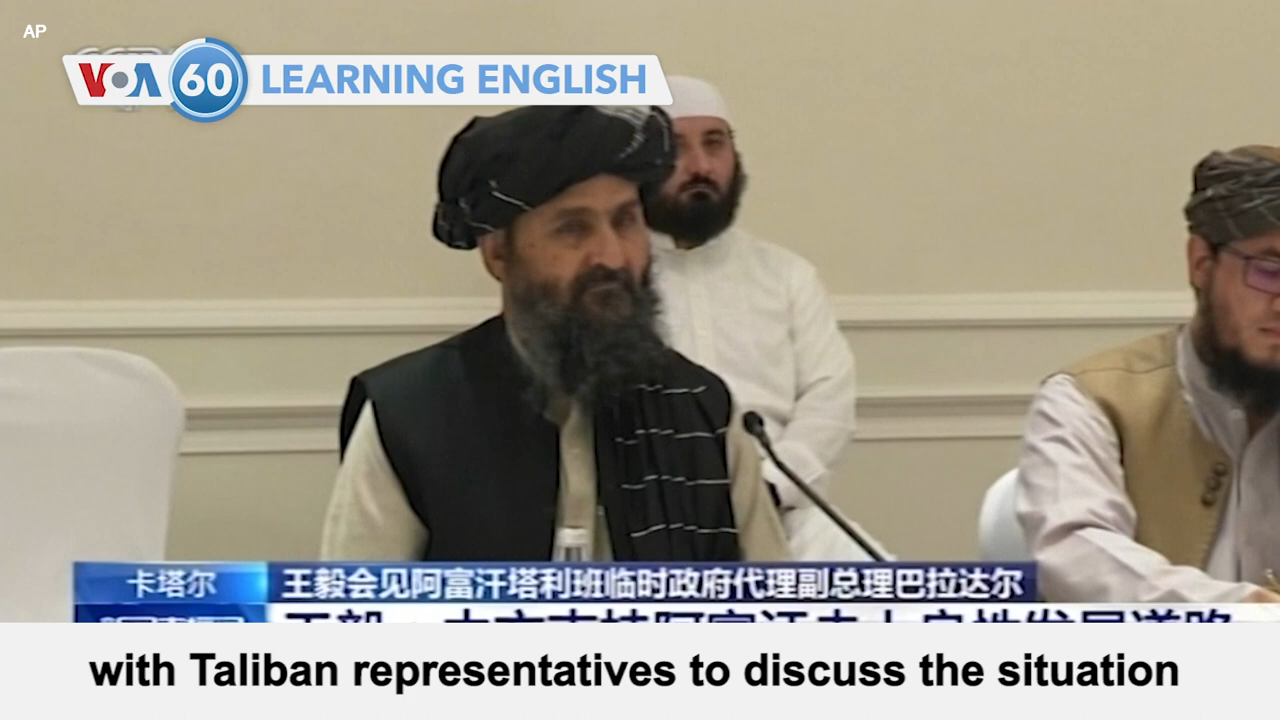 AP
VOA 60 LEARNING ENGLISH
卡塔尔
王毅会见阿富汗塔利班临时政府代理副总理巴拉达尔
with Taliban representatives to discuss the situation